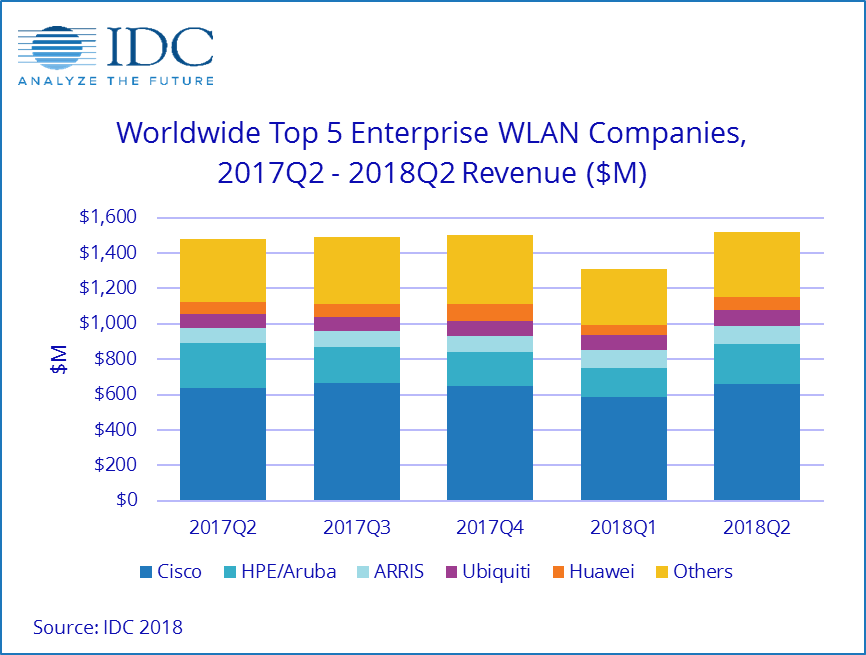 IDC
ANALYZE THE FUTURE
Worldwide Top 5 Enterprise WLAN Companies,
2017Q2 - 2018Q2 Revenue ($M)
$1,600
$1,400
$1,200
$1,000
$800
$600
$400
$200
$0
$M
2017Q2 2017Q3 2017Q4 2018Q1 2018Q2
Cisco HPE/Aruba ARRIS Ubiquiti Huawei Others
Source: IDC 2018